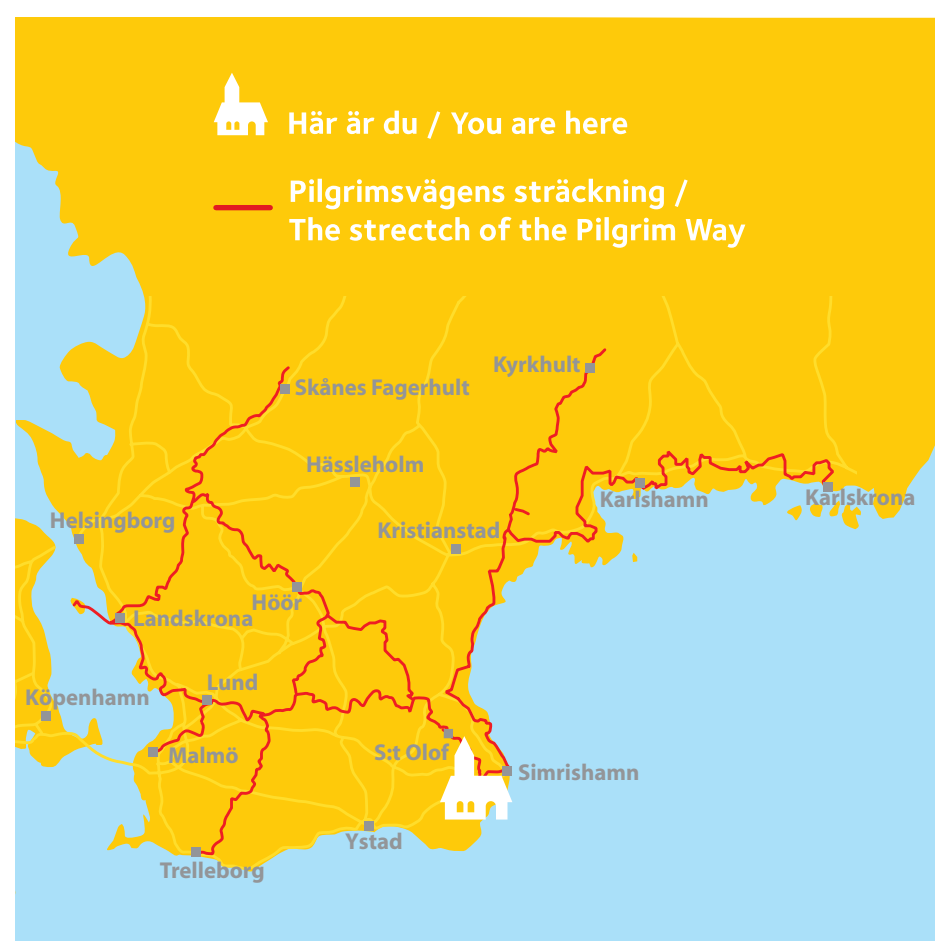 Här är du / You are here
Pilgrimsvägens sträckning /
The strectch of the Pilgrim Way
Kyrkhult
Skånes Fagerhult
Hässleholm
Karlshamn
Karlskrona
Helsingborg
Kristianstad
Höör
Landskrona
Lund
Köpenhamn
Malmö
S:t Olof
Simrishamn
Ystad
Trelleborg